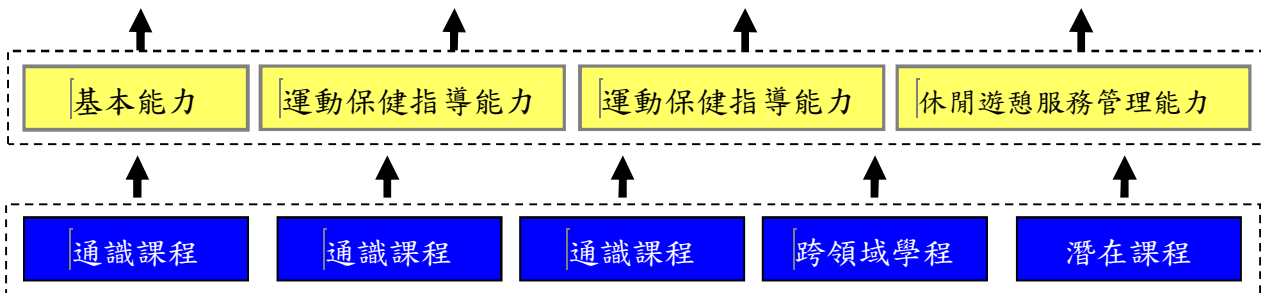 基本能力 運動保健指導能力 運動保健指導能力 休閒遊憩服務管理能力
通識課程 通識課程 通識課程 跨領域學程 潛在課程